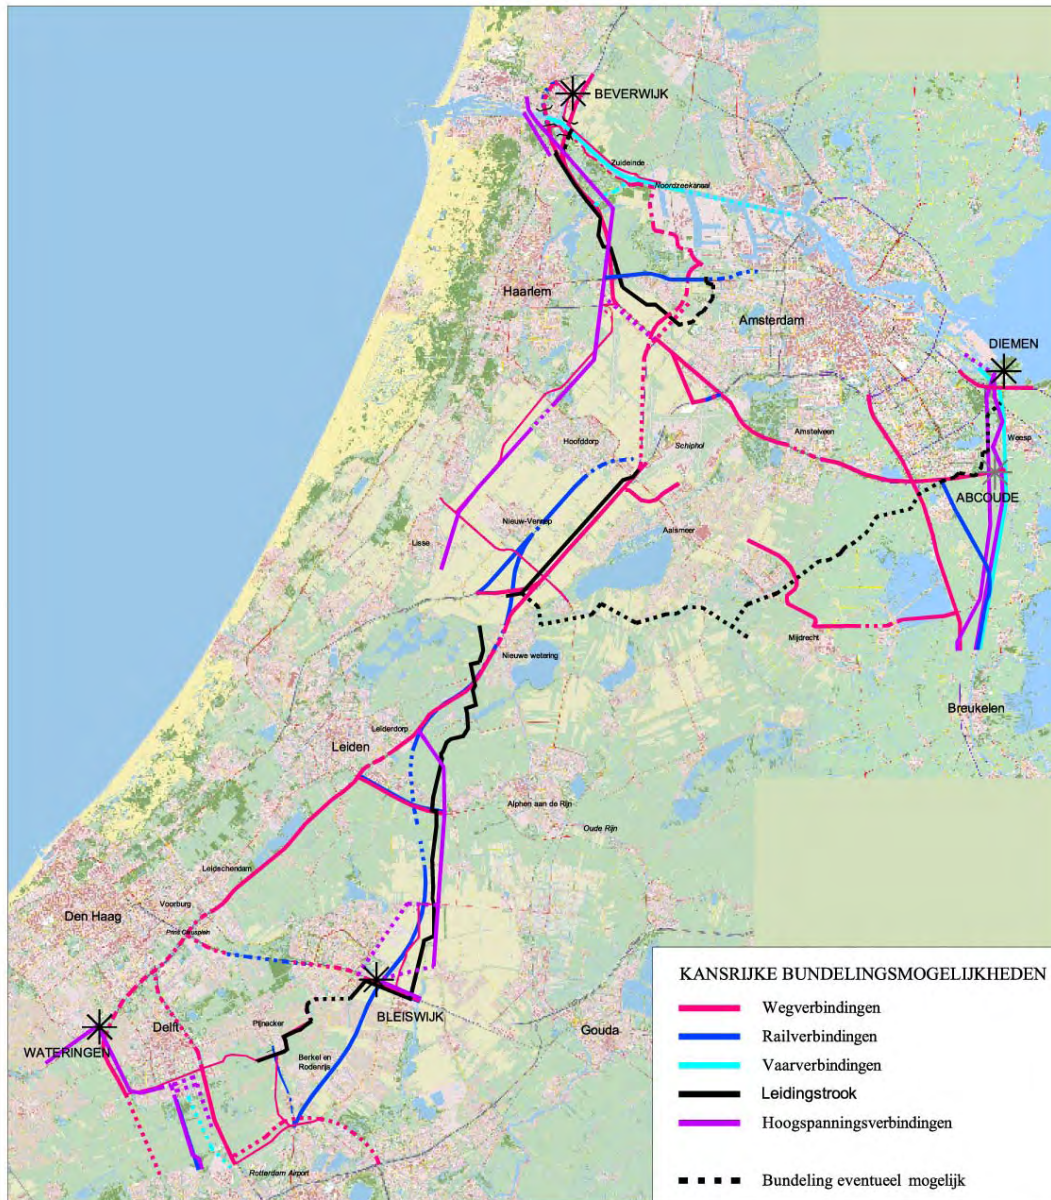 BEVERWIJK
Zuideinde
Noordzeekanaal
Haarlem
Amsterdam
DIEMEN
Hoofddorp
Schiphol
Amstelveen
Weesp
ABCOUDE
Nieuw-Vennep
Lisse
Aalsmeer
Mijdrecht
Nieuwe wetering
Breukelen
Leiderdorp
Leiden
Alphen aan de Rijn
Oude Rijn
Leidschendam
Voorburg
Den Haag
Prins Clausplein
BLEISWIJK
Gouda
Pijnacker
Delft
WATERINGEN
Berkel en
Rodenrijs
Rotterdam Airport
KANSRIJKE BUNDELINGSMOGELIJKHEDEN
Wegverbindingen
Railverbindingen
Vaarverbindingen
Leidingstrook
Hoogspanningsverbindingen
Bundeling eventueel mogelijk